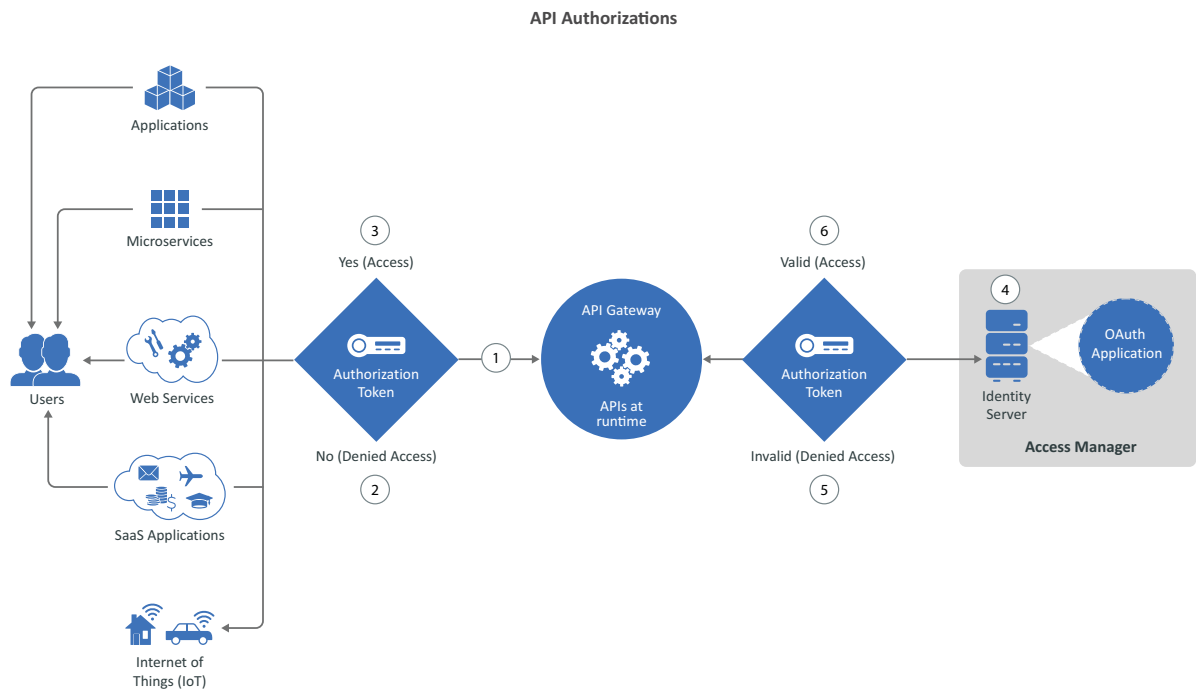 API Authorizations
Applications
Microservices
Users
Web Services
SaaS Applications
Internet of
Things (IoT)
3
Yes (Access)
Authorization
Token
No (Denied Access)
2
1
API Gateway
APIs at
runtime
6
Valid (Access)
Authorization
Token
Invalid (Denied Access)
5
4
Identity
Server
OAuth
Application
Access Manager
$